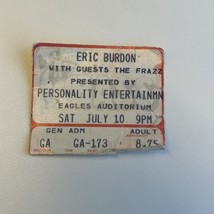 ERIC BURDON
WITH GUESTS THE FRAZZ
PRESENTED BY
PERSONALITY ENTERTAINMN
EAGLES AUDITORIUM
SAT JULY 10 9PM
GEN ADM ADULT
GA GA-173 8.75